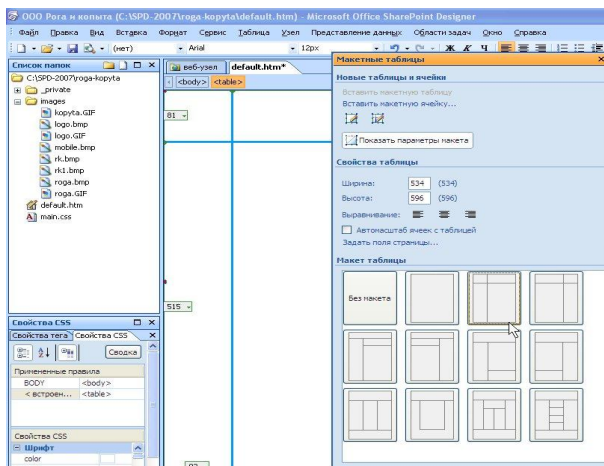 ООО Рога и копыта (C:\SPD-2007\roga-kopyta\default.htm) - Microsoft Office SharePoint Designer
Файл Правка Вид Вставка Формат Сервис Таблица Узел Представление данных Области задач Окно Справка
(нет) Arial 12px Ж К Ч
Список папок
C:\SPD-2007\roga-kopyta
_private
images
kopyta.GIF
logo.bmp
logo.GIF
mobile.bmp
rk.bmp
rk1.bmp
roga.bmp
roga.GIF
default.htm
main.css
веб-узел default.htm*
<body> <table>
81
515
Макетные таблицы
Новые таблицы и ячейки
Вставить макетную таблицу
Вставить макетную ячейку...
Показать параметры макета
Свойства таблицы
Ширина: 534 (534)
Высота: 596 (596)
Выравнивание:
Автомасштаб ячеек с таблицей
Задать поля страницы...
Макет таблицы
Без макета
Свойства CSS
Свойства тега Свойства CSS
Сводка
Примененные правила
BODY <body>
< встроен... <table>
Свойства CSS
Шрифт
color